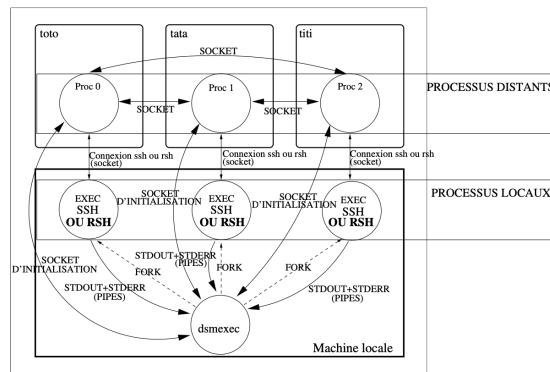 toto
tata
titi
SOCKET
Proc 0
Proc 1
Proc 2
PROCESSUS DISTANTS
SOCKET
SOCKET
Connexion ssh ou rsh
(socket)
Connexion ssh ou rsh
(socket)
Connexion ssh ou rsh
(socket)
EXEC
SSH
OU RSH
SOCKET
D'INITIALISATION
EXEC
SSH
OU RSH
SOCKET
D'INITIALISATION
EXEC
SSH
OU RSH
PROCESSUS LOCAUX
SOCKET
D'INITIALISATION
STDOUT+STDERR
(PIPES)
FORK
STDOUT+STDERR
(PIPES)
FORK
FORK
STDOUT+STDERR
(PIPES)
dsmexec
Machine locale